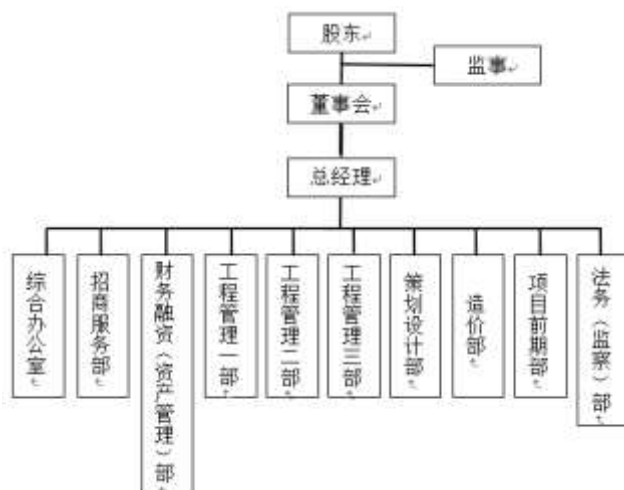 股东
监事
董事会
总经理
综合办公室
招商服务部
财务融资（资产管理）部
工程管理一部
工程管理二部
工程管理三部
策划设计部
造价部
项目前期部
法务（监察）部